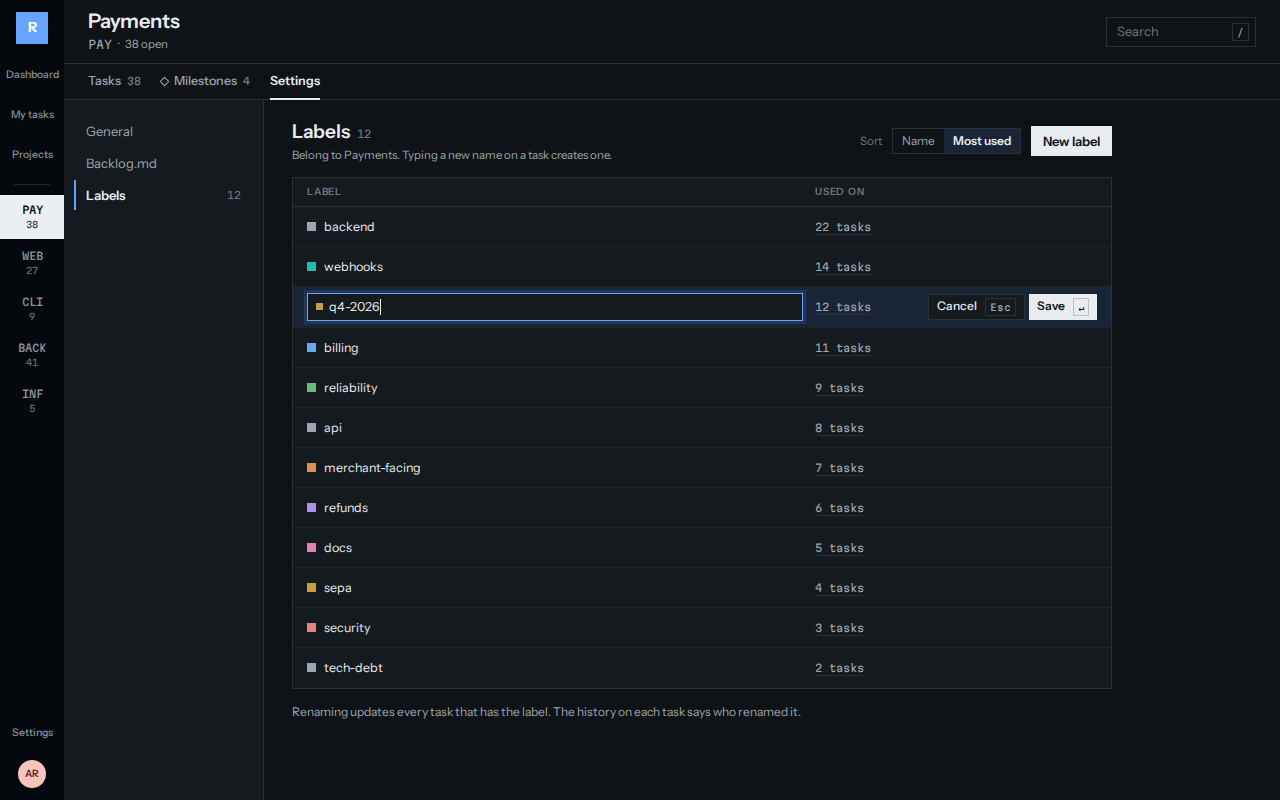 R
Dashboard
My tasks
Projects
PAY
38
WEB
27
CLI
9
BACK
41
INF
5
Settings
AR
Payments
PAY · 38 open
Search /
Tasks 38 ◇ Milestones 4 Settings
General
Backlog.md
Labels 12
Labels 12
Belong to Payments. Typing a new name on a task creates one.
Sort Name Most used New label
LABEL USED ON
backend 22 tasks
webhooks 14 tasks
q4-2026 12 tasks Cancel Esc Save ↵
billing 11 tasks
reliability 9 tasks
api 8 tasks
merchant-facing 7 tasks
refunds 6 tasks
docs 5 tasks
sepa 4 tasks
security 3 tasks
tech-debt 2 tasks
Renaming updates every task that has the label. The history on each task says who renamed it.